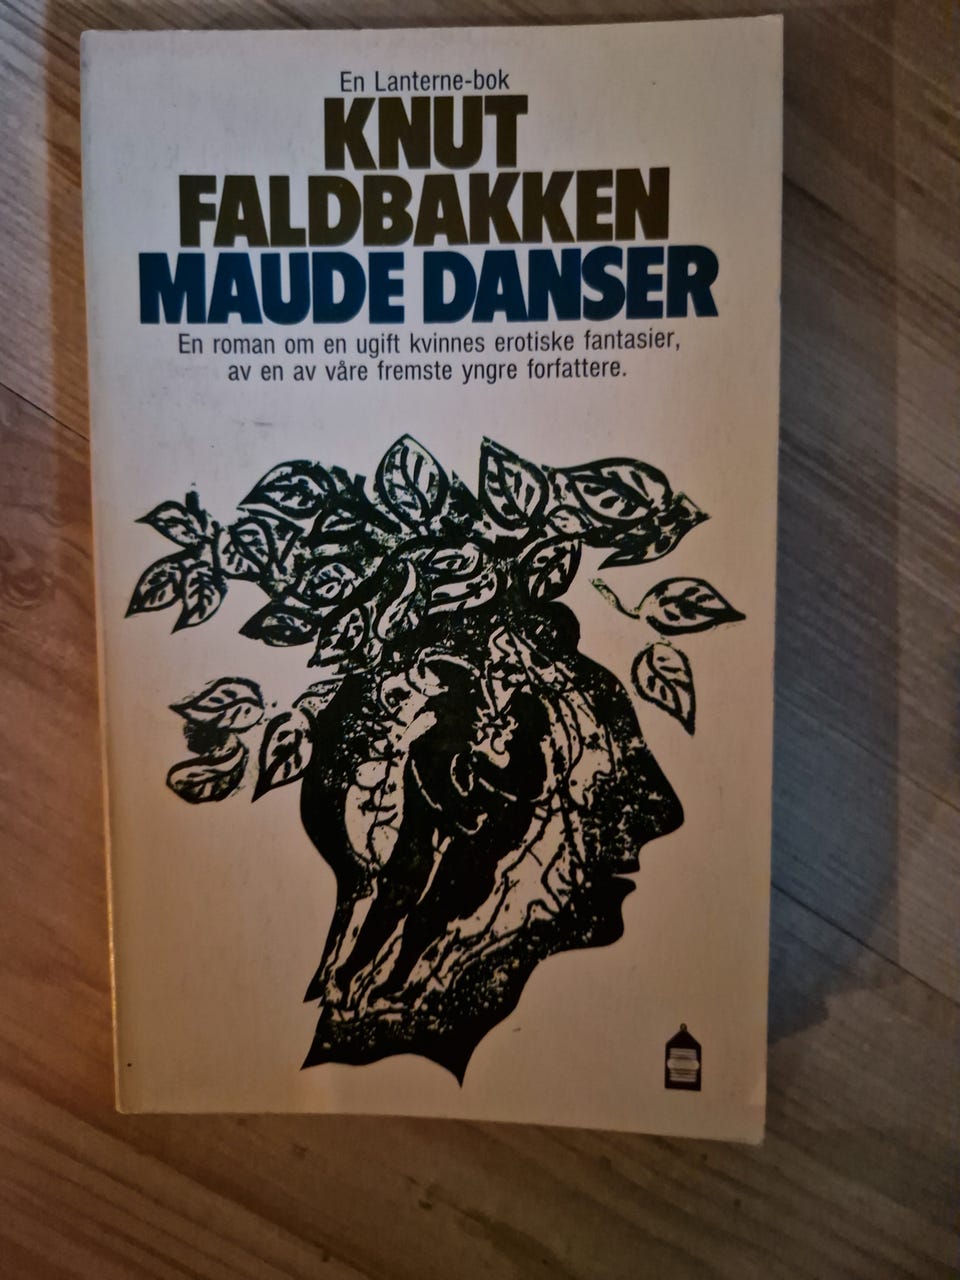 En Lanterne-bok
KNUT
FALDBAKKEN
MAUDE DANSER
En roman om en ugift kvinnes erotiske fantasier,
av en av våre fremste yngre forfattere.